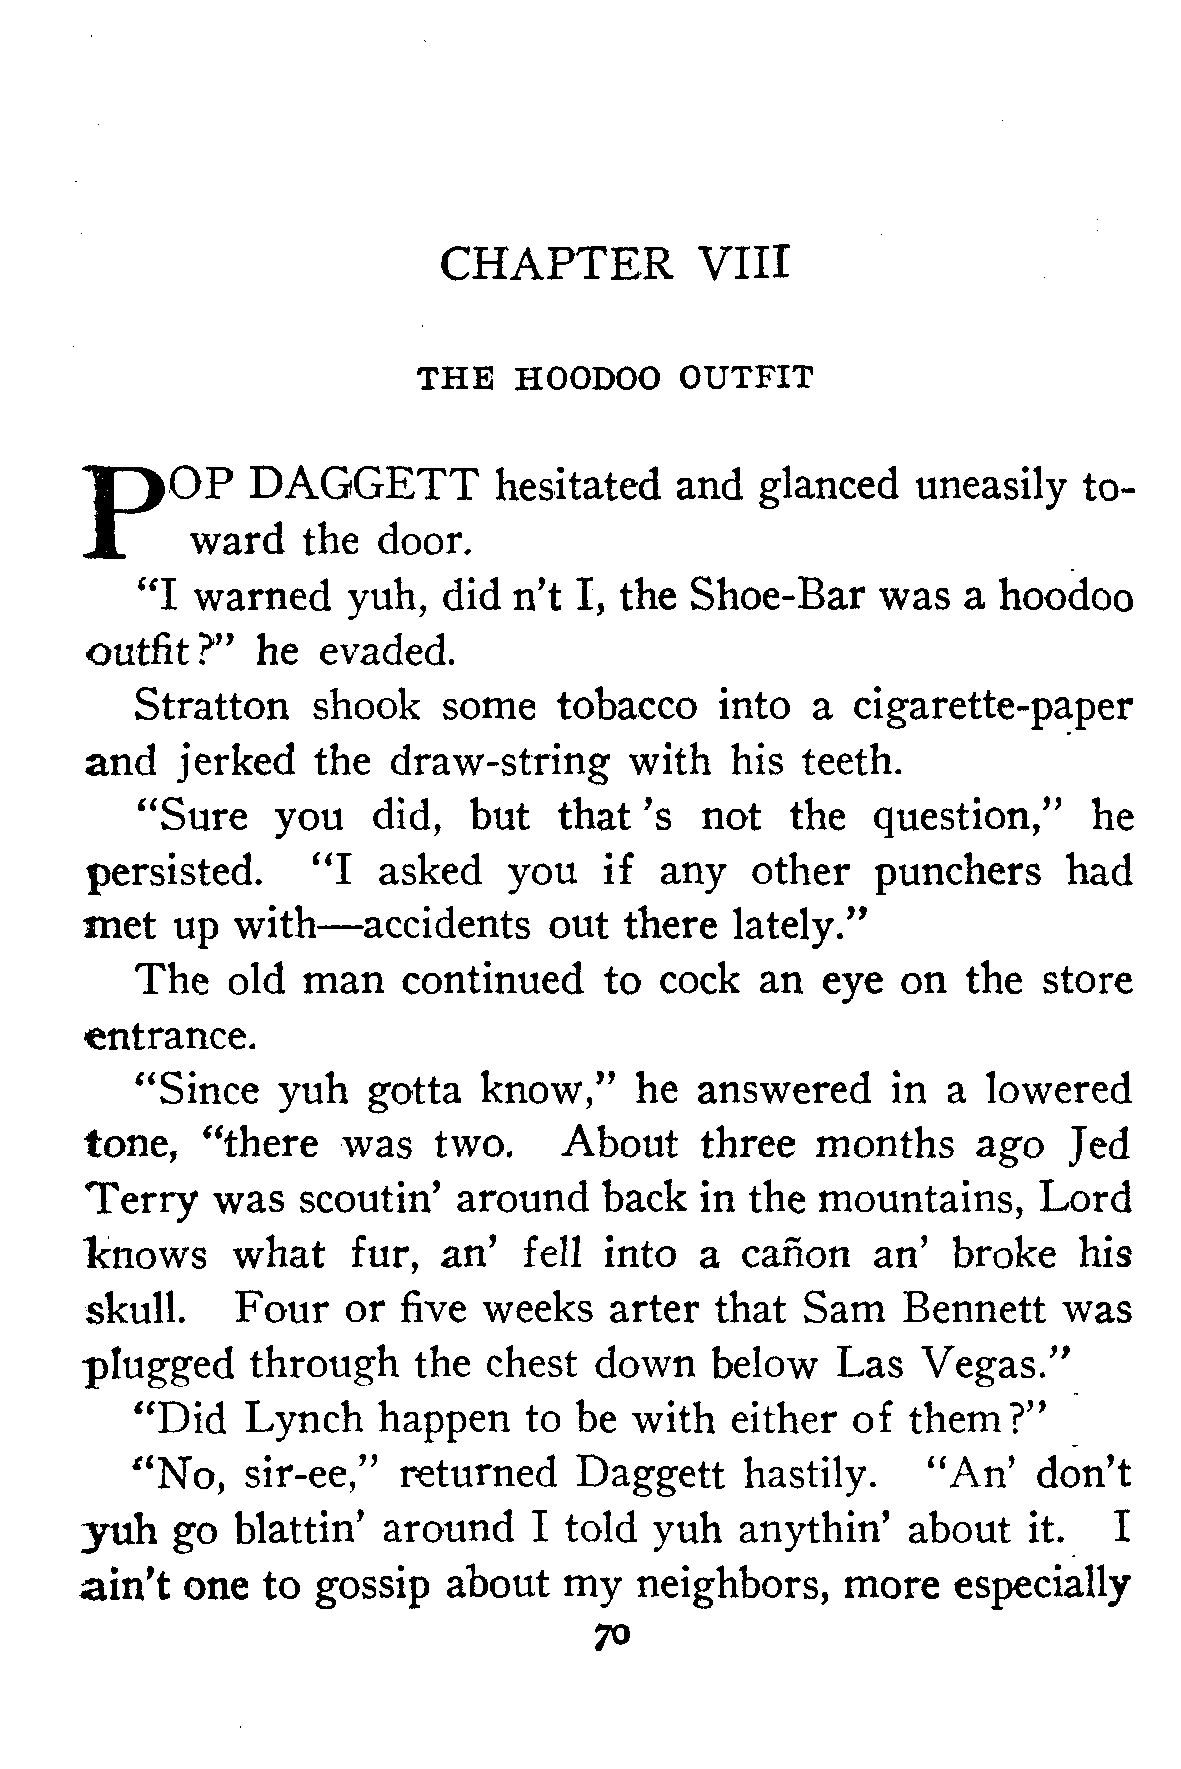 CHAPTER VIII
THE HOODOO OUTFIT
POP DAGGETT hesitated and glanced uneasily to-
ward the door.
“I warned yuh, did n't I, the Shoe-Bar was a hoodoo
outfit?” he evaded.
Stratton shook some tobacco into a cigarette-paper
and jerked the draw-string with his teeth.
“Sure you did, but that 's not the question,” he
persisted. “I asked you if any other punchers had
met up with—accidents out there lately.”
The old man continued to cock an eye on the store
entrance.
“Since yuh gotta know,” he answered in a lowered
tone, “there was two. About three months ago Jed
Terry was scoutin' around back in the mountains, Lord
knows what fur, an' fell into a cañon an' broke his
skull. Four or five weeks arter that Sam Bennett was
plugged through the chest down below Las Vegas.”
“Did Lynch happen to be with either of them?”
“No, sir-ee,” returned Daggett hastily. “An' don't
yuh go blattin' around I told yuh anythin' about it. I
ain't one to gossip about my neighbors, more especially
70